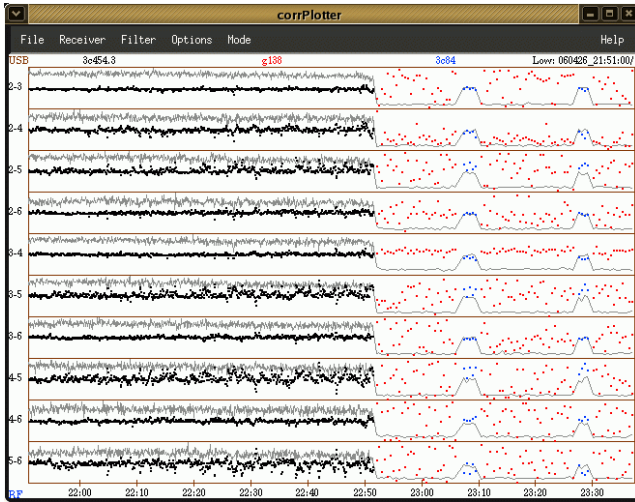 corrPlotter
File Receiver Filter Options Mode Help
USB 3c454.3 g138 3c84 Low: 060426_21:51:00/
2-3
2-4
2-5
2-6
3-4
3-5
3-6
4-5
4-6
5-6
RF 22:00 22:10 22:20 22:30 22:40 22:50 23:00 23:10 23:20 23:30